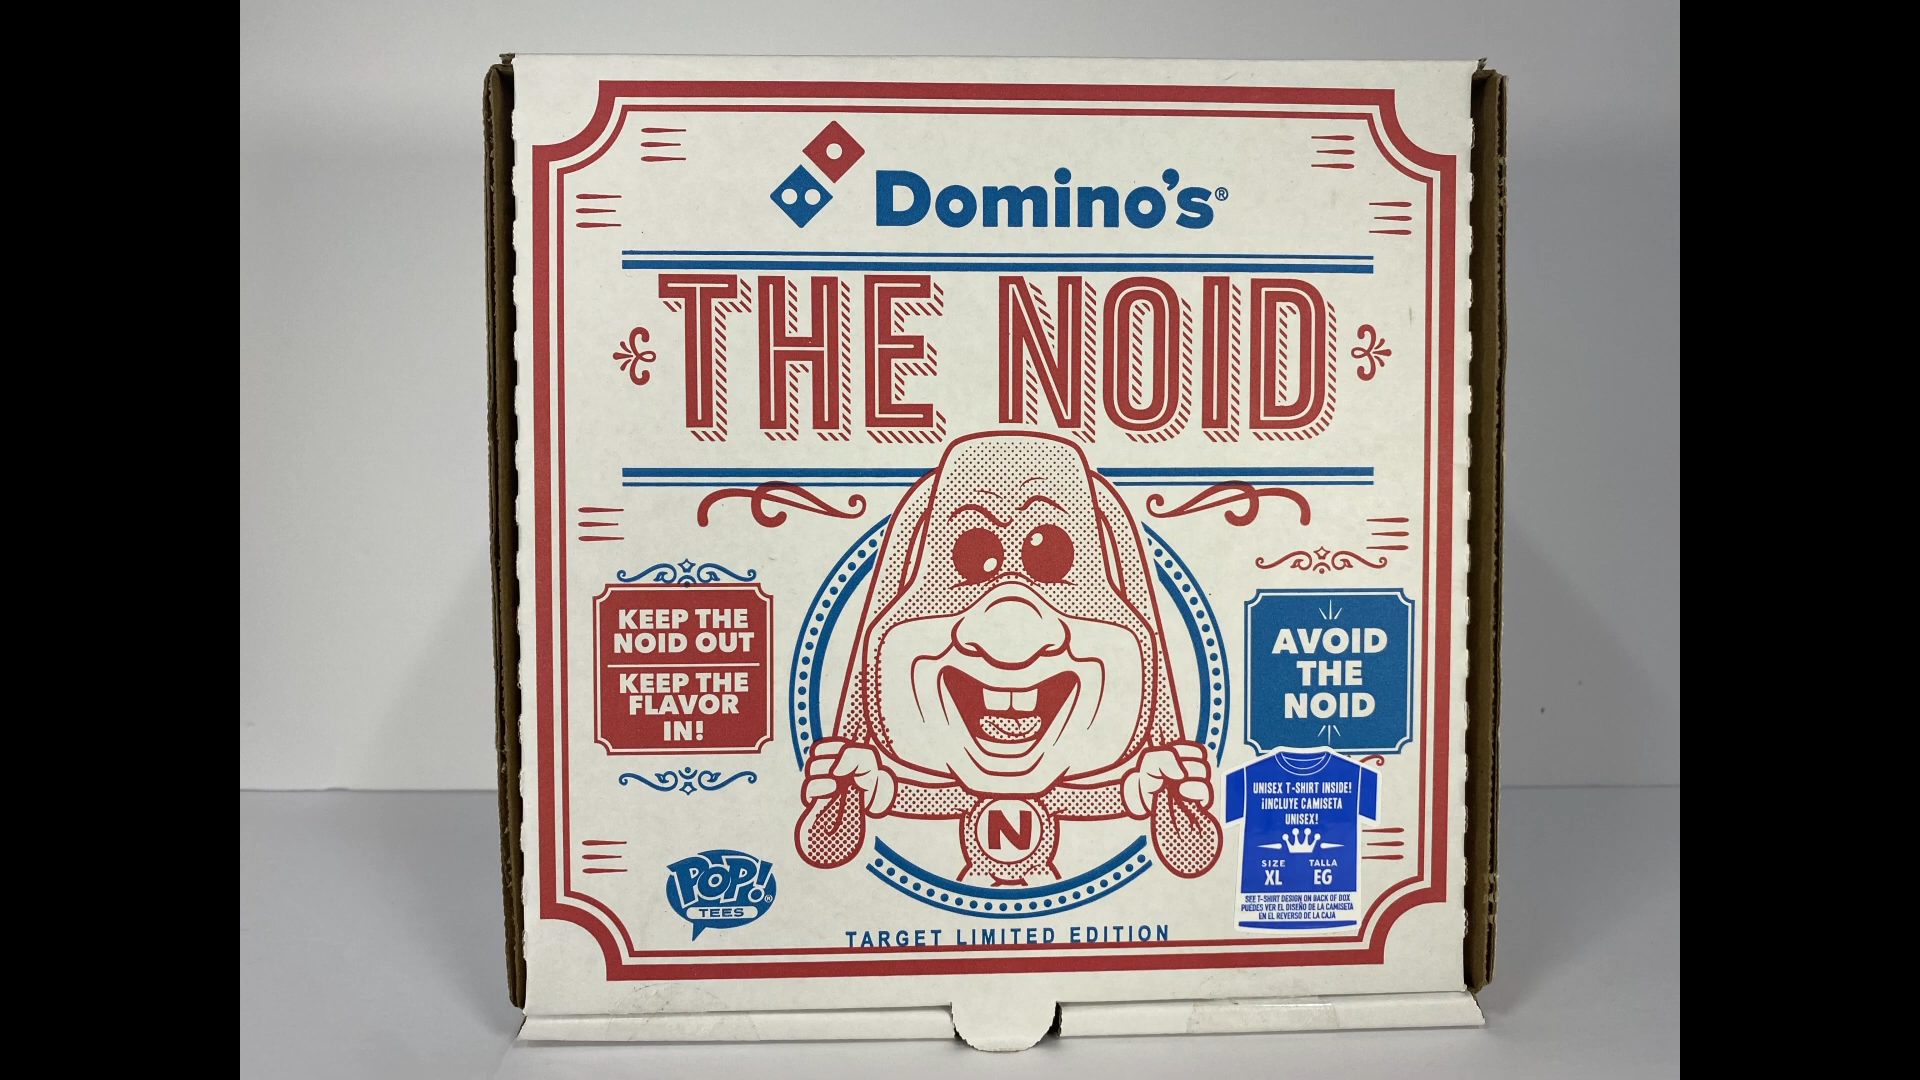 Domino's®
THE NOID
KEEP THE
NOID OUT
KEEP THE
FLAVOR
IN!
AVOID
THE
NOID
N
UNISEX T-SHIRT INSIDE!
¡INCLUYE CAMISETA
UNISEX!
SIZE TALLA
XL EG
SEE T-SHIRT DESIGN ON BACK OF BOX
PUEDES VER EL DISEÑO DE LA CAMISETA
EN EL REVERSO DE LA CAJA
POP!®
TEES
TARGET LIMITED EDITION